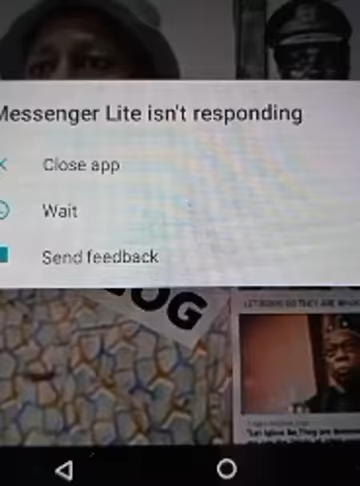 Messenger Lite isn't responding
Close app
Wait
Send feedback
OG